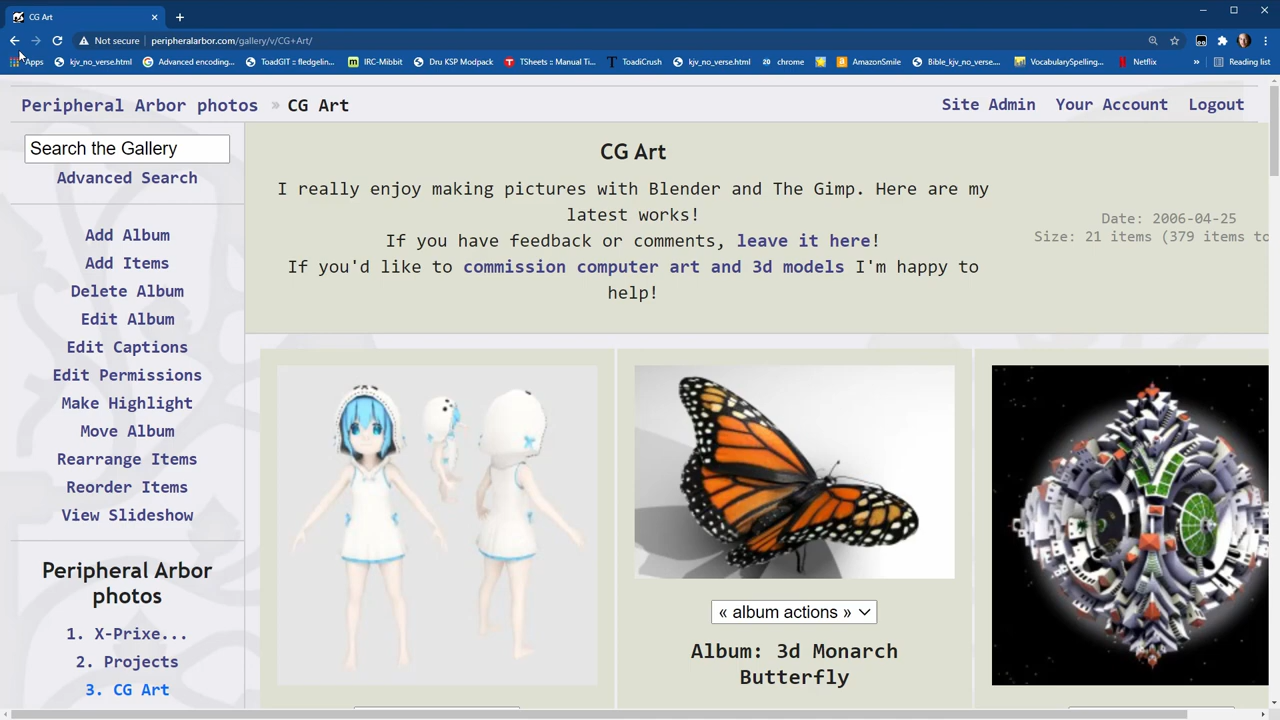 CG Art
Not secure
peripheralarbor.com/gallery/v/CG+Art/
Apps
kjv_no_verse.html
Advanced encoding...
ToadGIT :: fledgelin...
IRC-Mibbit
Dru KSP Modpack
TSheets :: Manual Ti...
ToadiCrush
kjv_no_verse.html
20 chrome
AmazonSmile
Bible_kjv_no_verse....
VocabularySpelling...
Netflix
»
Reading list
Peripheral Arbor photos » CG Art
Site Admin Your Account Logout
Search the Gallery
Advanced Search
Add Album
Add Items
Delete Album
Edit Album
Edit Captions
Edit Permissions
Make Highlight
Move Album
Rearrange Items
Reorder Items
View Slideshow
Peripheral Arbor
photos
1. X-Prixe...
2. Projects
3. CG Art
CG Art
I really enjoy making pictures with Blender and The Gimp. Here are my
latest works!
If you have feedback or comments, leave it here!
If you'd like to commission computer art and 3d models I'm happy to
help!
Date: 2006-04-25
Size: 21 items (379 items to
« album actions »
Album: 3d Monarch
Butterfly